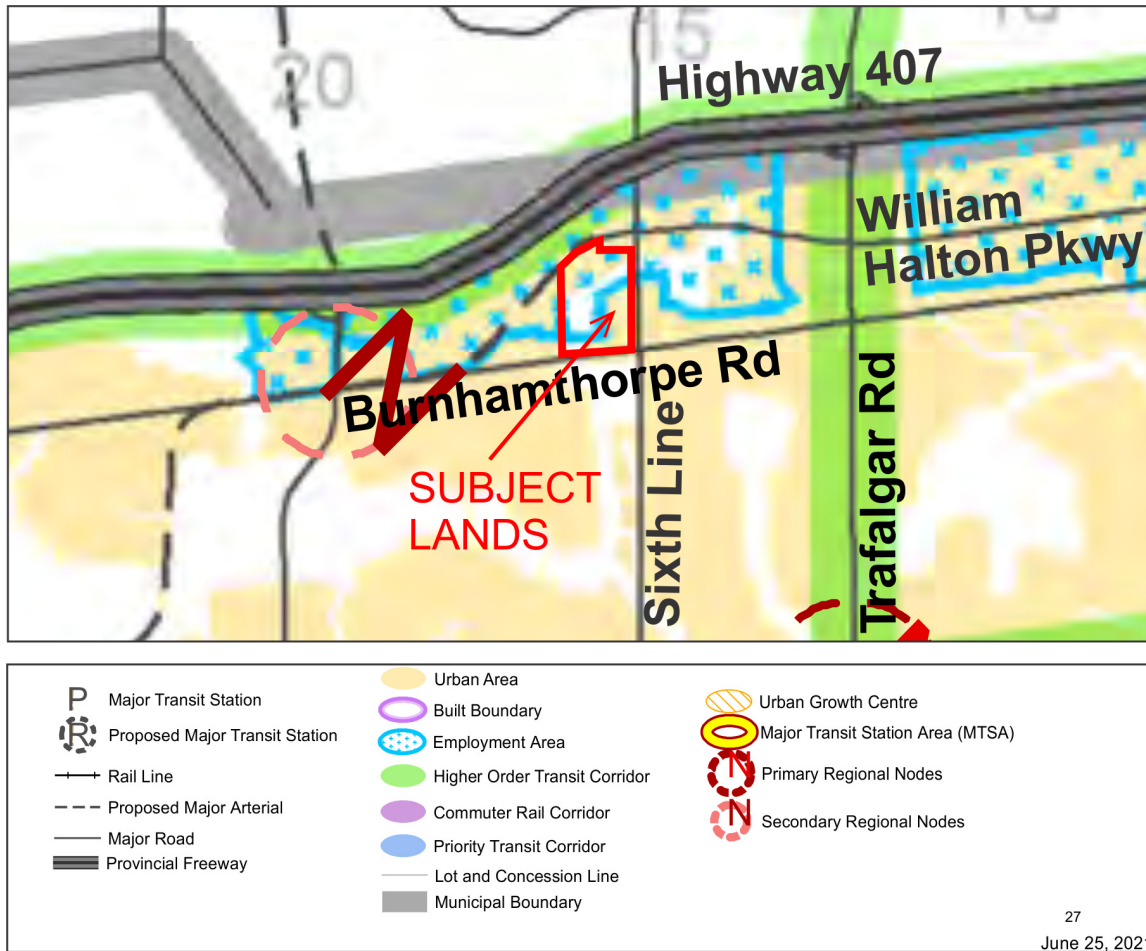 20
15
Highway 407
William
Halton Pkwy
N
Burnhamthorpe Rd
SUBJECT
LANDS
Sixth Line
Trafalgar Rd
P Major Transit Station
R Proposed Major Transit Station
Rail Line
Proposed Major Arterial
Major Road
Provincial Freeway
Urban Area
Built Boundary
Employment Area
Higher Order Transit Corridor
Commuter Rail Corridor
Priority Transit Corridor
Lot and Concession Line
Municipal Boundary
Urban Growth Centre
Major Transit Station Area (MTSA)
N Primary Regional Nodes
N Secondary Regional Nodes
27
June 25, 202